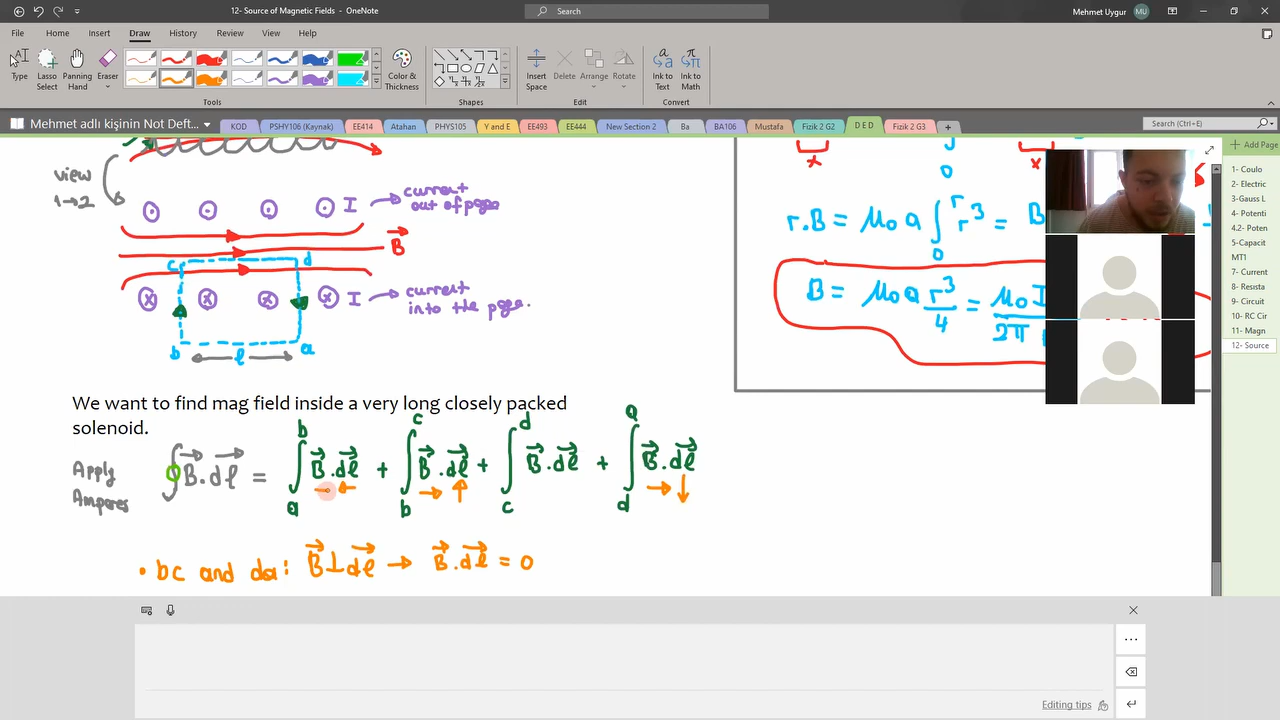 12- Source of Magnetic Fields - OneNote
Search
Mehmet Uygur MU
File Home Insert Draw History Review View Help
Type Lasso Select Panning Hand Eraser Color & Thickness Shapes Insert Space Delete Arrange Rotate Ink to Text Ink to Math
Tools Shapes Edit Convert
Mehmet adlı kişinin Not Deft...
KOD PSHY106 (Kaynak) EE414 Atahan PHYS105 Y and E EE493 EE444 New Section 2 Ba BA106 Mustafa Fizik 2 G2 D E D Fizik 2 G3 +
Search (Ctrl+E)
Add Page
1- Coulo
2- Electric
3-Gauss L
4- Potenti
4.2- Poten
5-Capacit
MT1
7- Current
8- Resista
9- Circuit
10- RC Cir
11- Magn
12- Source
view
1→2
I → current
out of page
B⃗
c d
I → current
into the page.
b l a
x x
0
r.B = μ₀ a ∫₀ʳ r³ = B
B = μ₀ a r³/4 = μ₀ I/2π
We want to find mag field inside a very long closely packed
solenoid.
Apply
Amperes
∮ B⃗.dl⃗ = ∫ₐᵇ B⃗.dl⃗ + ∫_b^c B⃗.dl⃗ + ∫_c^d B⃗.dl⃗ + ∫_d^a B⃗.dl⃗
• bc and da: B⃗ ⊥ dl⃗ → B⃗.dl⃗ = 0
Editing tips